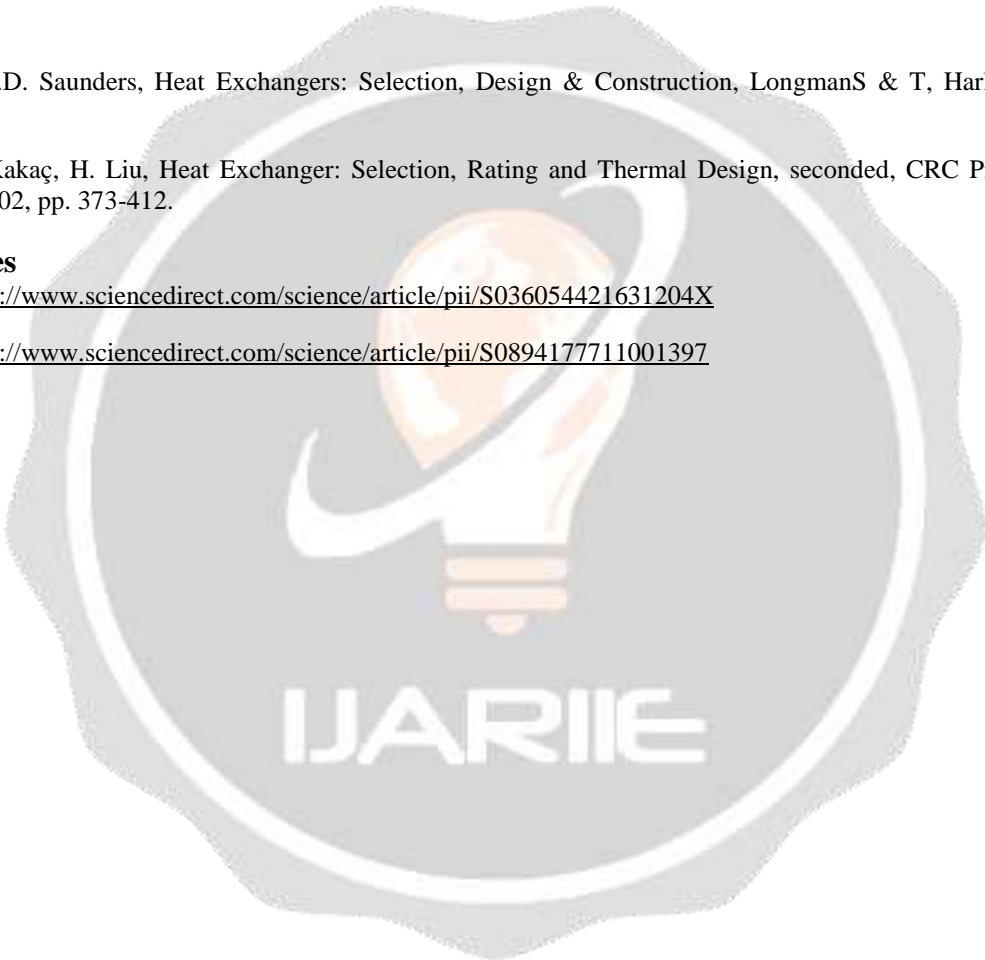 .D. Saunders, Heat Exchangers: Selection, Design & Construction, LongmanS & T, Harl
Kakaç, H. Liu, Heat Exchanger: Selection, Rating and Thermal Design, seconded, CRC P
02, pp. 373-412.
es
://www.sciencedirect.com/science/article/pii/S036054421631204X
://www.sciencedirect.com/science/article/pii/S0894177711001397
IJARIIE